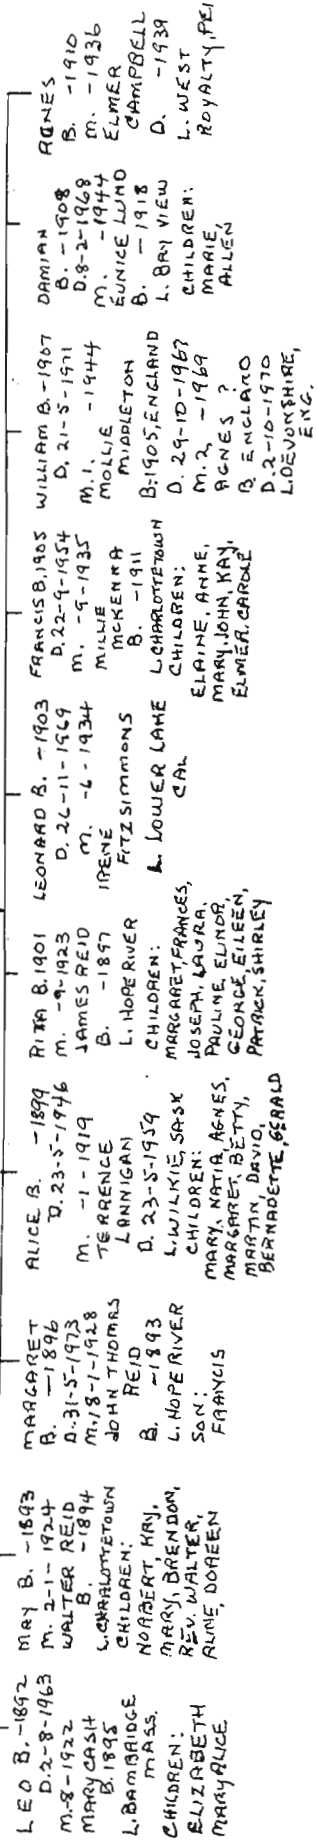 LEO B. -1892
D. 2-8-1963
M.-8-1922
MARY CASH
B. 1895
L. BAMBRIDGE
MASS.
CHILDREN:
ELIZABETH
MARY ALICE
MAY B. -1893
M. 2-1-1924
WALTER REID
B. -1894
L. CHARLOTTETOWN
CHILDREN:
NORBERT, KAY,
MARY, BRENDON,
REV. WALTER,
ALINE, DOREEN
MARGARET
B. -1896
D. 31-5-1973
M. 18-1-1928
JOHN THOMAS
REID
B. -1893
L. HOPE RIVER
SON:
FRANCIS
ALICE B. -1899
D. 23-5-1946
M. -1-1919
TERRENCE
LANNIGAN
D. 23-5-1959
L. WILKIE, SASK
CHILDREN:
MARY, NATIA, AGNES,
MARGARET, BETTY,
MARTIN, DAVID,
BERNADETTE, GERALD
RITA B. 1901
M. -9-1923
JAMES REID
B. -1897
L. HOPE RIVER
CHILDREN:
MARGARET, FRANCES,
JOSEPH, LAURA,
PAULINE, ELINOR,
GEORGE, EILEEN,
PATRICK, SHIRLEY
LEONARD B. -1903
D. 26-11-1969
M. -6-1934
IRENE
FITZSIMMONS
L. LOWER LAKE
CAL
FRANCIS B. 1905
D. 22-9-1954
M. -9-1935
MILLIE
MCKENNA
B. -1911
L. CHARLOTTETOWN
CHILDREN:
ELAINE, ANNE,
MARY, JOHN, KAY,
ELMER, CAROLE
WILLIAM B. -1907
D. 21-5-1971
M. 1. -1944
MOLLIE
MIDDLETON
B. 1905, ENGLAND
D. 29-10-1967
M. 2, -1969
AGNES ?
B. ENGLAND
D. 2-10-1970
L. DEVONSHIRE,
ENG.
DAMIAN
B. -1908
D. 8-2-1968
M. -1944
EUNICE LUND
B. -1918
L. BAY VIEW
CHILDREN:
MARIE,
ALLEN
AGNES
B. -1910
M. -1936
ELMER
CAMPBELL
D. -1939
L. WEST
ROYALTY, PEI